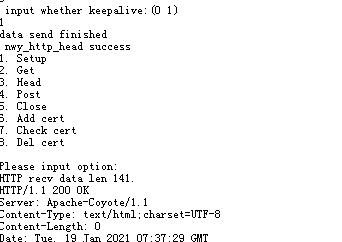 input whether keepalive:(0 1)
1
data send finished
nwy_http_head success
1. Setup
2. Get
3. Head
4. Post
5. Close
6. Add cert
7. Check cert
8. Del cert
Please input option:
HTTP recv data len 141.
HTTP/1.1 200 OK
Server: Apache-Coyote/1.1
Content-Type: text/html;charset=UTF-8
Content-Length: 0
Date: Tue, 19 Jan 2021 07:37:29 GMT